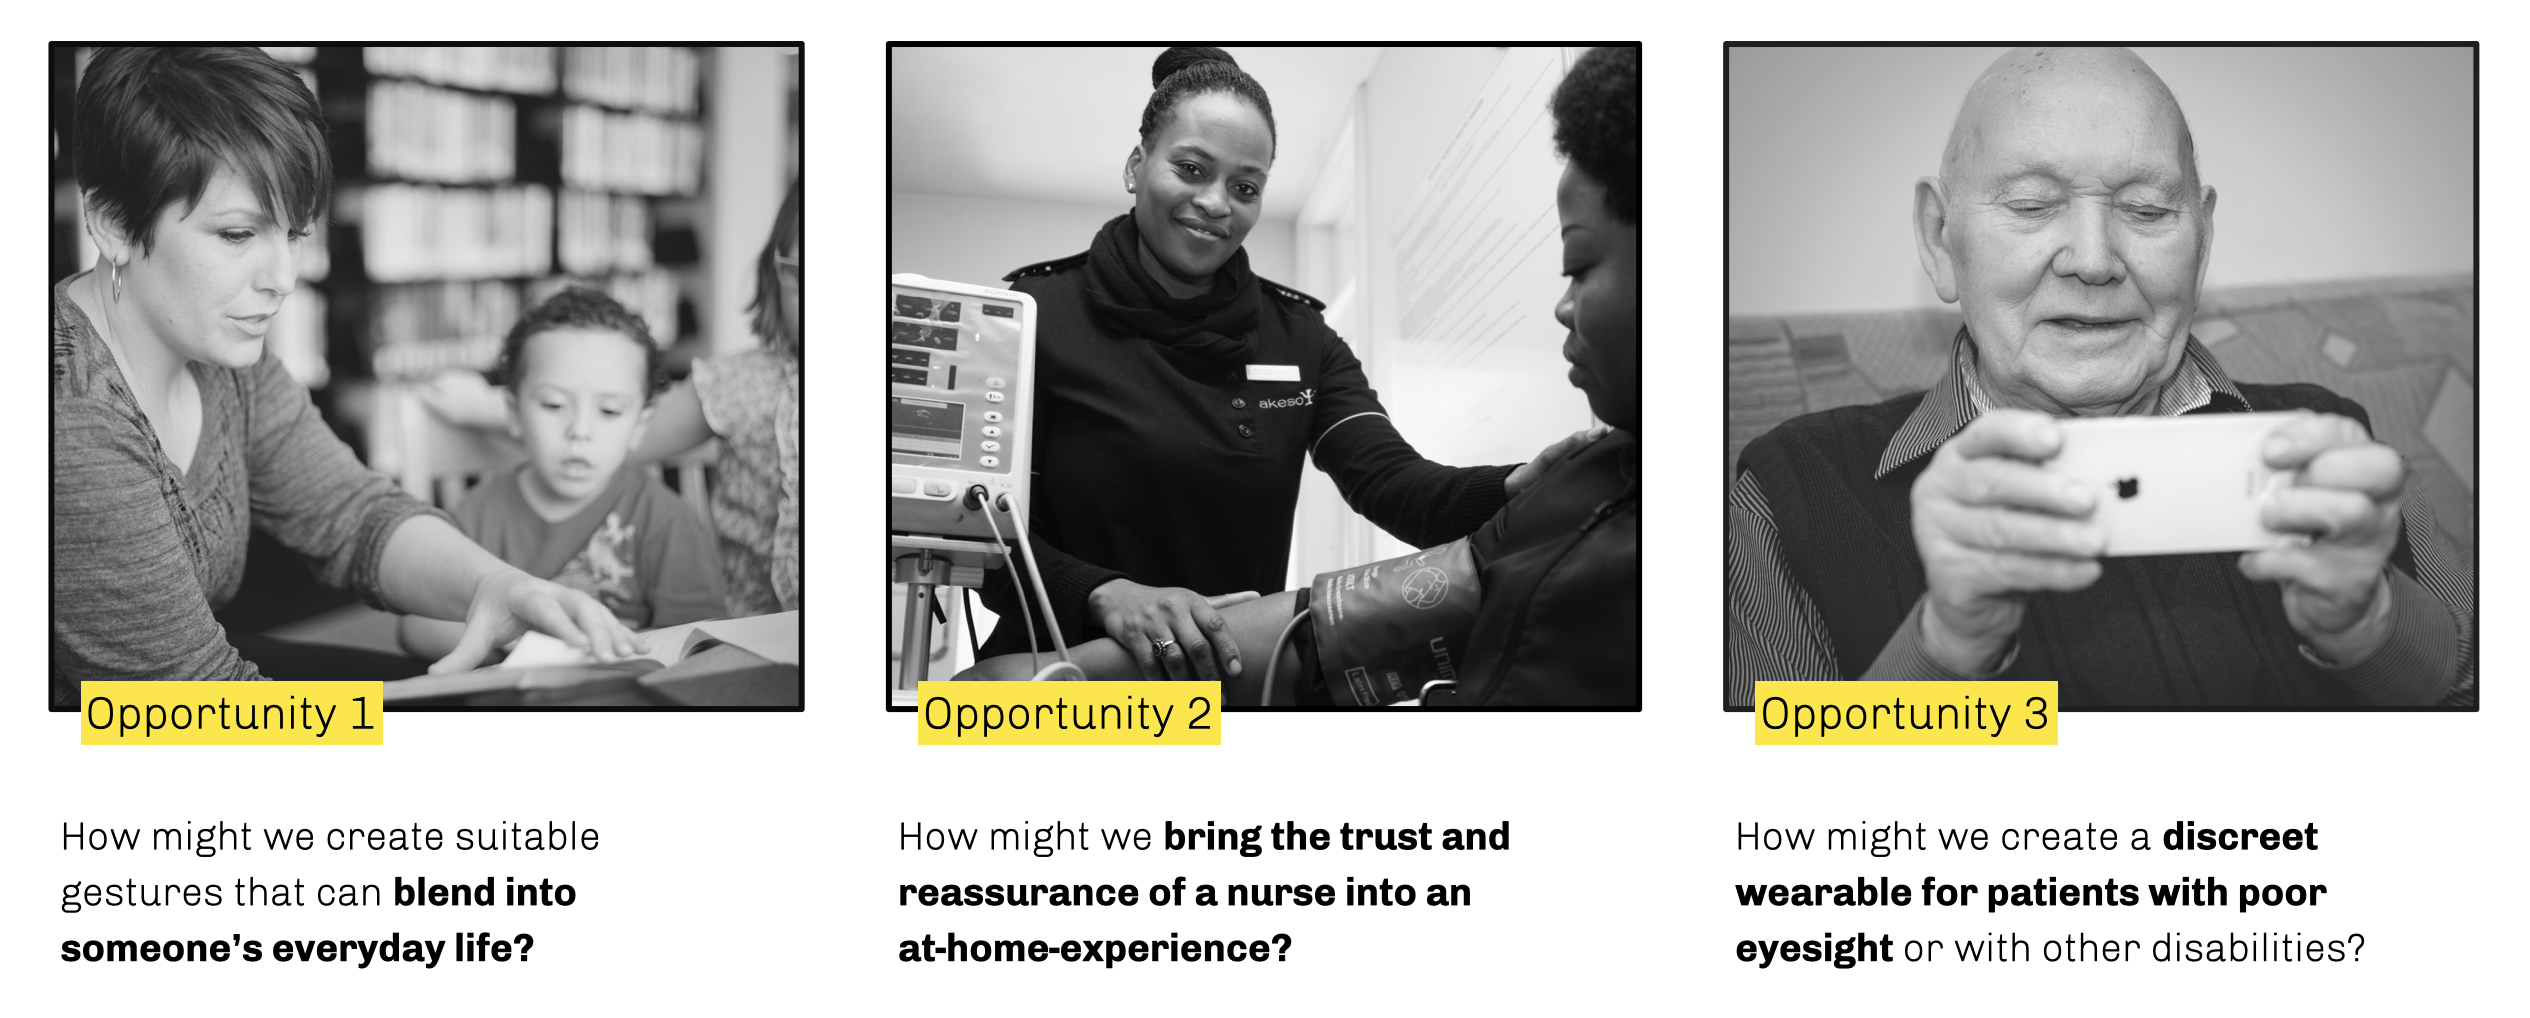 akeso
Opportunity 1
How might we create suitable
gestures that can blend into
someone’s everyday life?
Opportunity 2
How might we bring the trust and
reassurance of a nurse into an
at-home-experience?
Opportunity 3
How might we create a discreet
wearable for patients with poor
eyesight or with other disabilities?